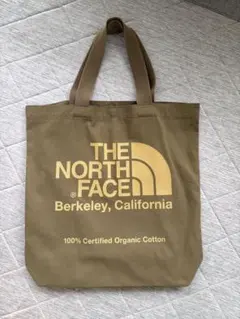 THE
NORTH
FACE
Berkeley, California
100% Certified Organic Cotton